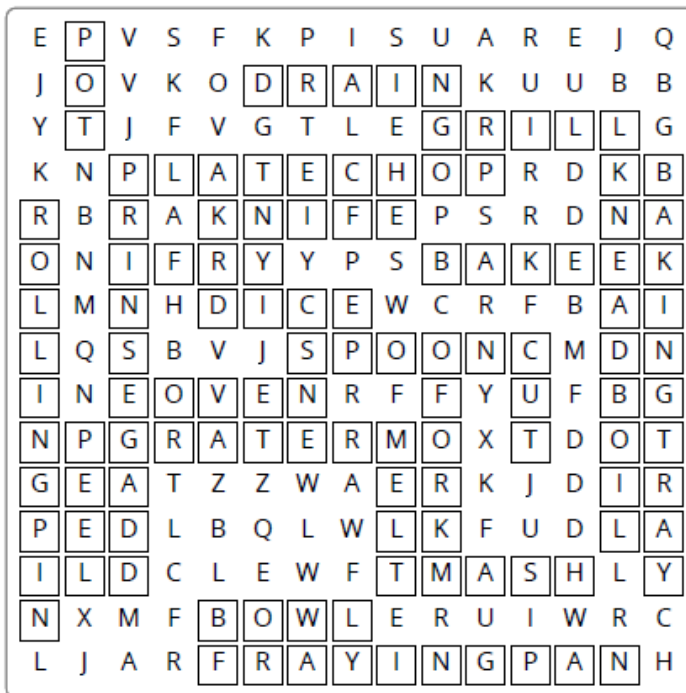 E P V S F K P I S U A R E J Q
J O V K O D R A I N K U U B B
Y T J F V G T L E G R I L L G
K N P L A T E C H O P R D K B
R B R A K N I F E P S R D N A
O N I F R Y Y P S B A K E E K
L M N H D I C E W C R F B A I
L Q S B V J S P O O N C M D N
I N E O V E N R F F Y U F B G
N P G R A T E R M O X T D O T
G E A T Z Z W A E R K J D I R
P E D L B Q L W L K F U D L A
I L D C L E W F T M A S H L Y
N X M F B O W L E R U I W R C
L J A R F R A Y I N G P A N H